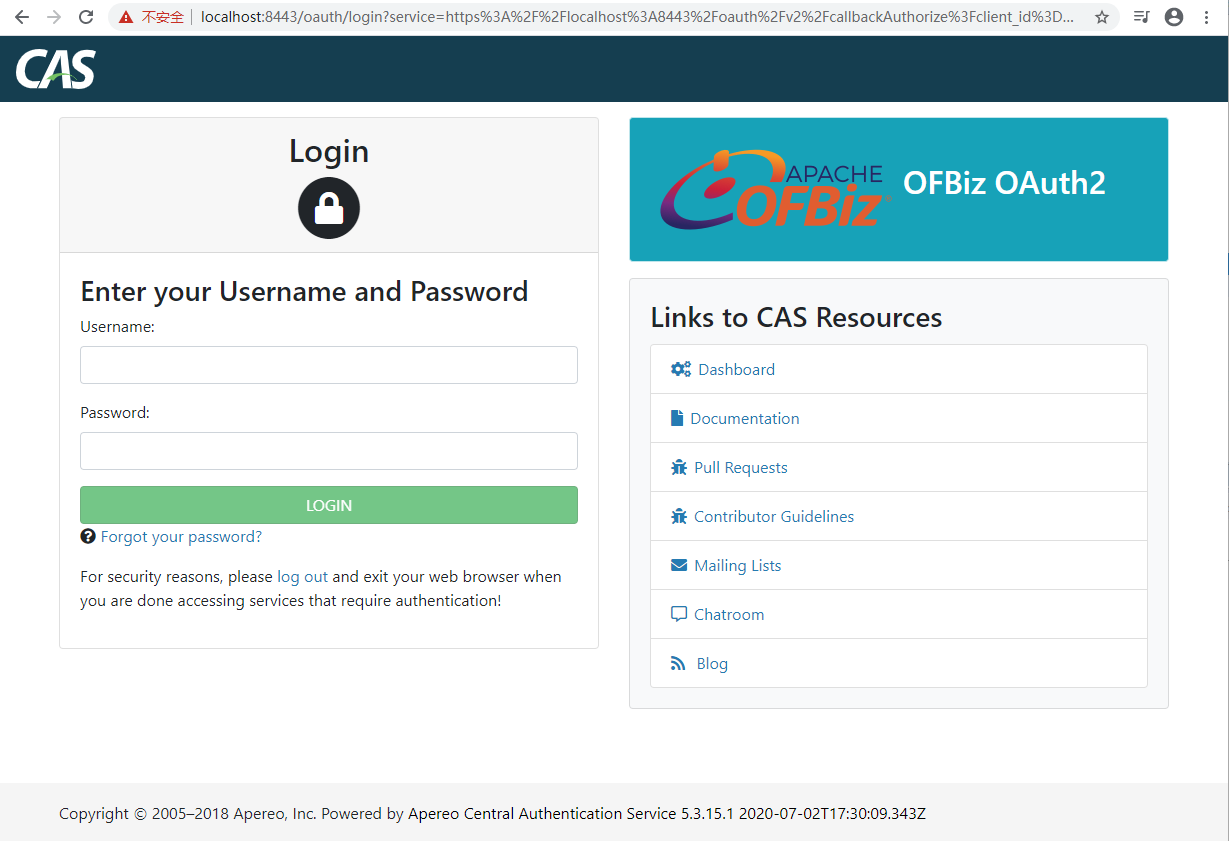 不安全
localhost:8443/oauth/login?service=https%3A%2F%2Flocalhost%3A8443%2Foauth%2Fv2%2FcallbackAuthorize%3Fclient_id%3D...
CAS
Login
Enter your Username and Password
Username:
Password:
LOGIN
Forgot your password?
For security reasons, please log out and exit your web browser when
you are done accessing services that require authentication!
APACHE
OFBiz
OFBiz OAuth2
Links to CAS Resources
Dashboard
Documentation
Pull Requests
Contributor Guidelines
Mailing Lists
Chatroom
Blog
Copyright © 2005–2018 Apereo, Inc. Powered by Apereo Central Authentication Service 5.3.15.1 2020-07-02T17:30:09.343Z